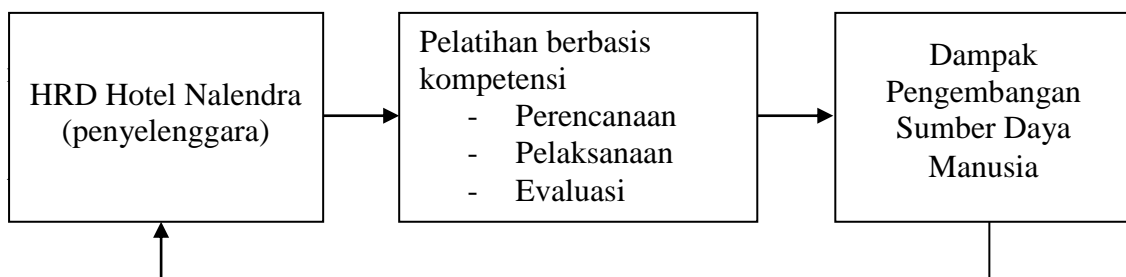 HRD Hotel Nalendra
(penyelenggara)
Pelatihan berbasis
kompetensi
- Perencanaan
- Pelaksanaan
- Evaluasi
Dampak
Pengembangan
Sumber Daya
Manusia